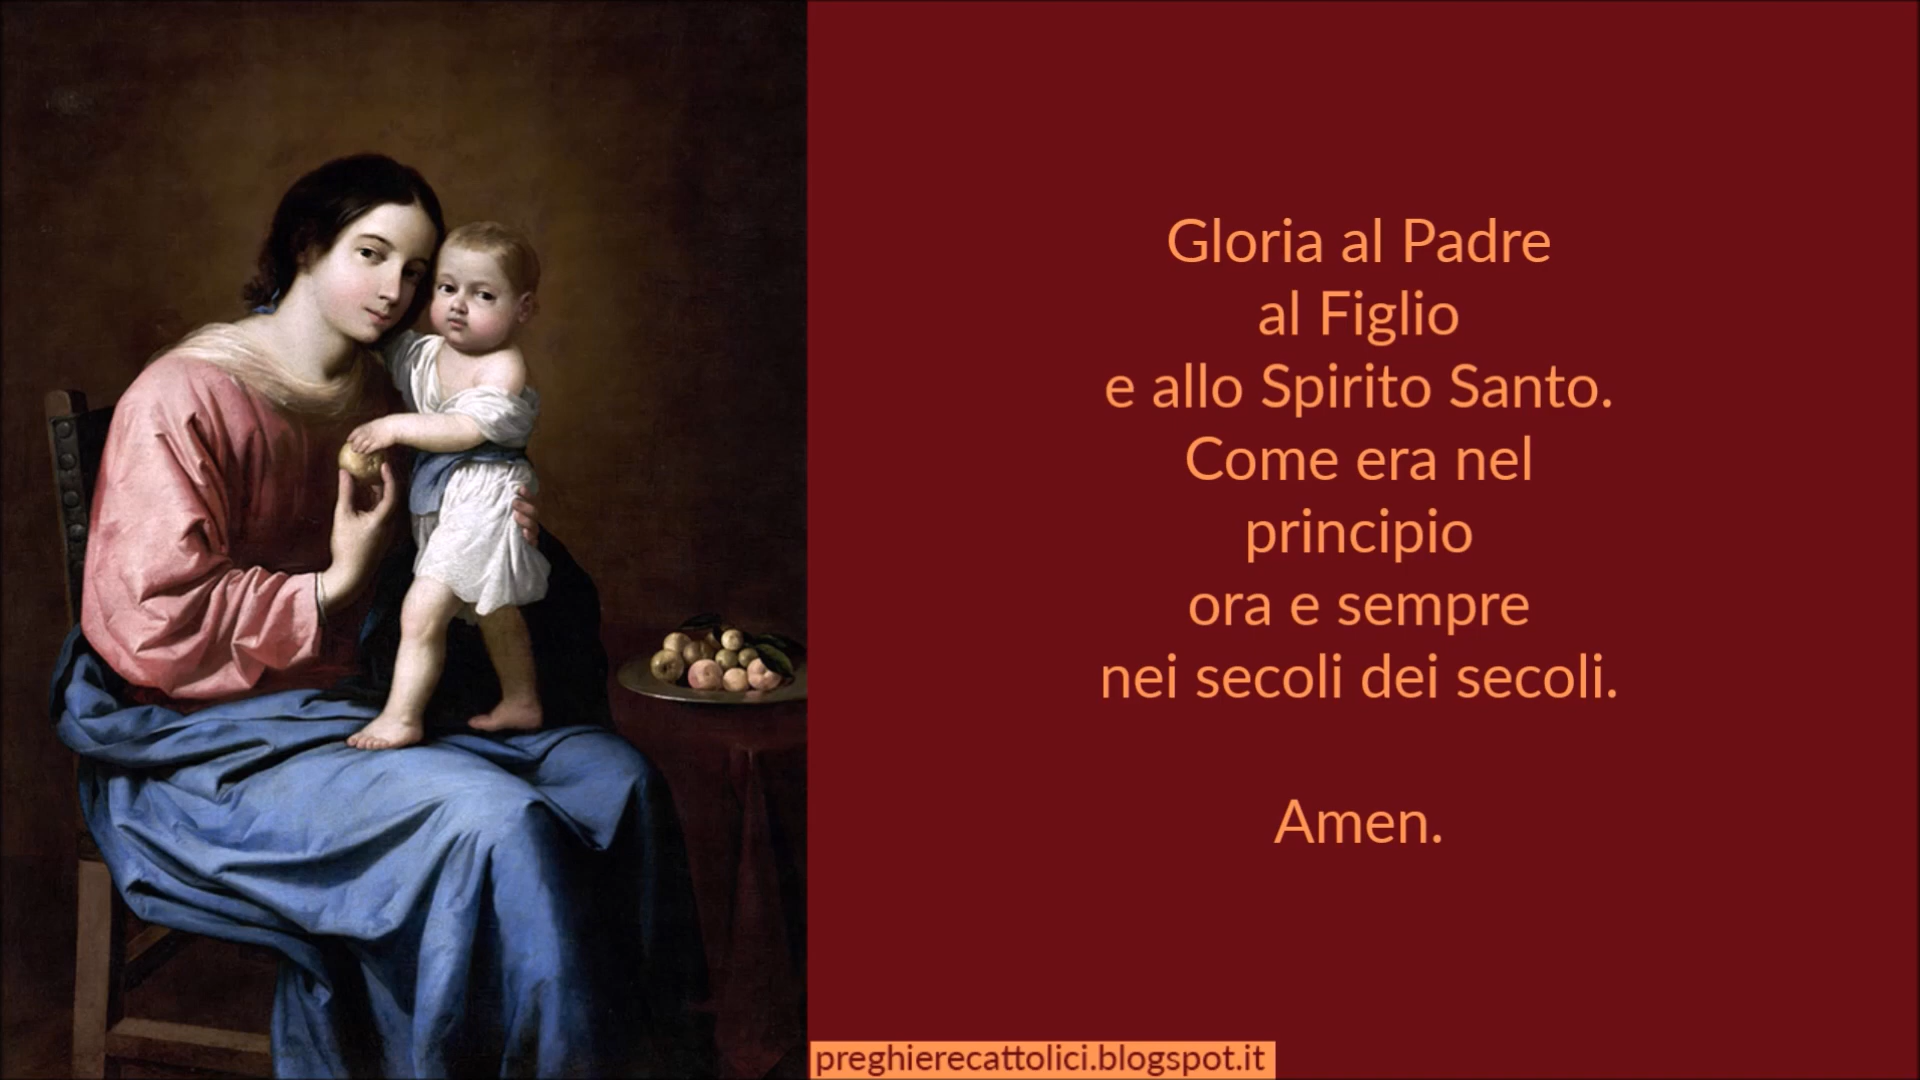 Gloria al Padre
al Figlio
e allo Spirito Santo.
Come era nel
principio
ora e sempre
nei secoli dei secoli.
Amen.
preghierecattolici.blogspot.it